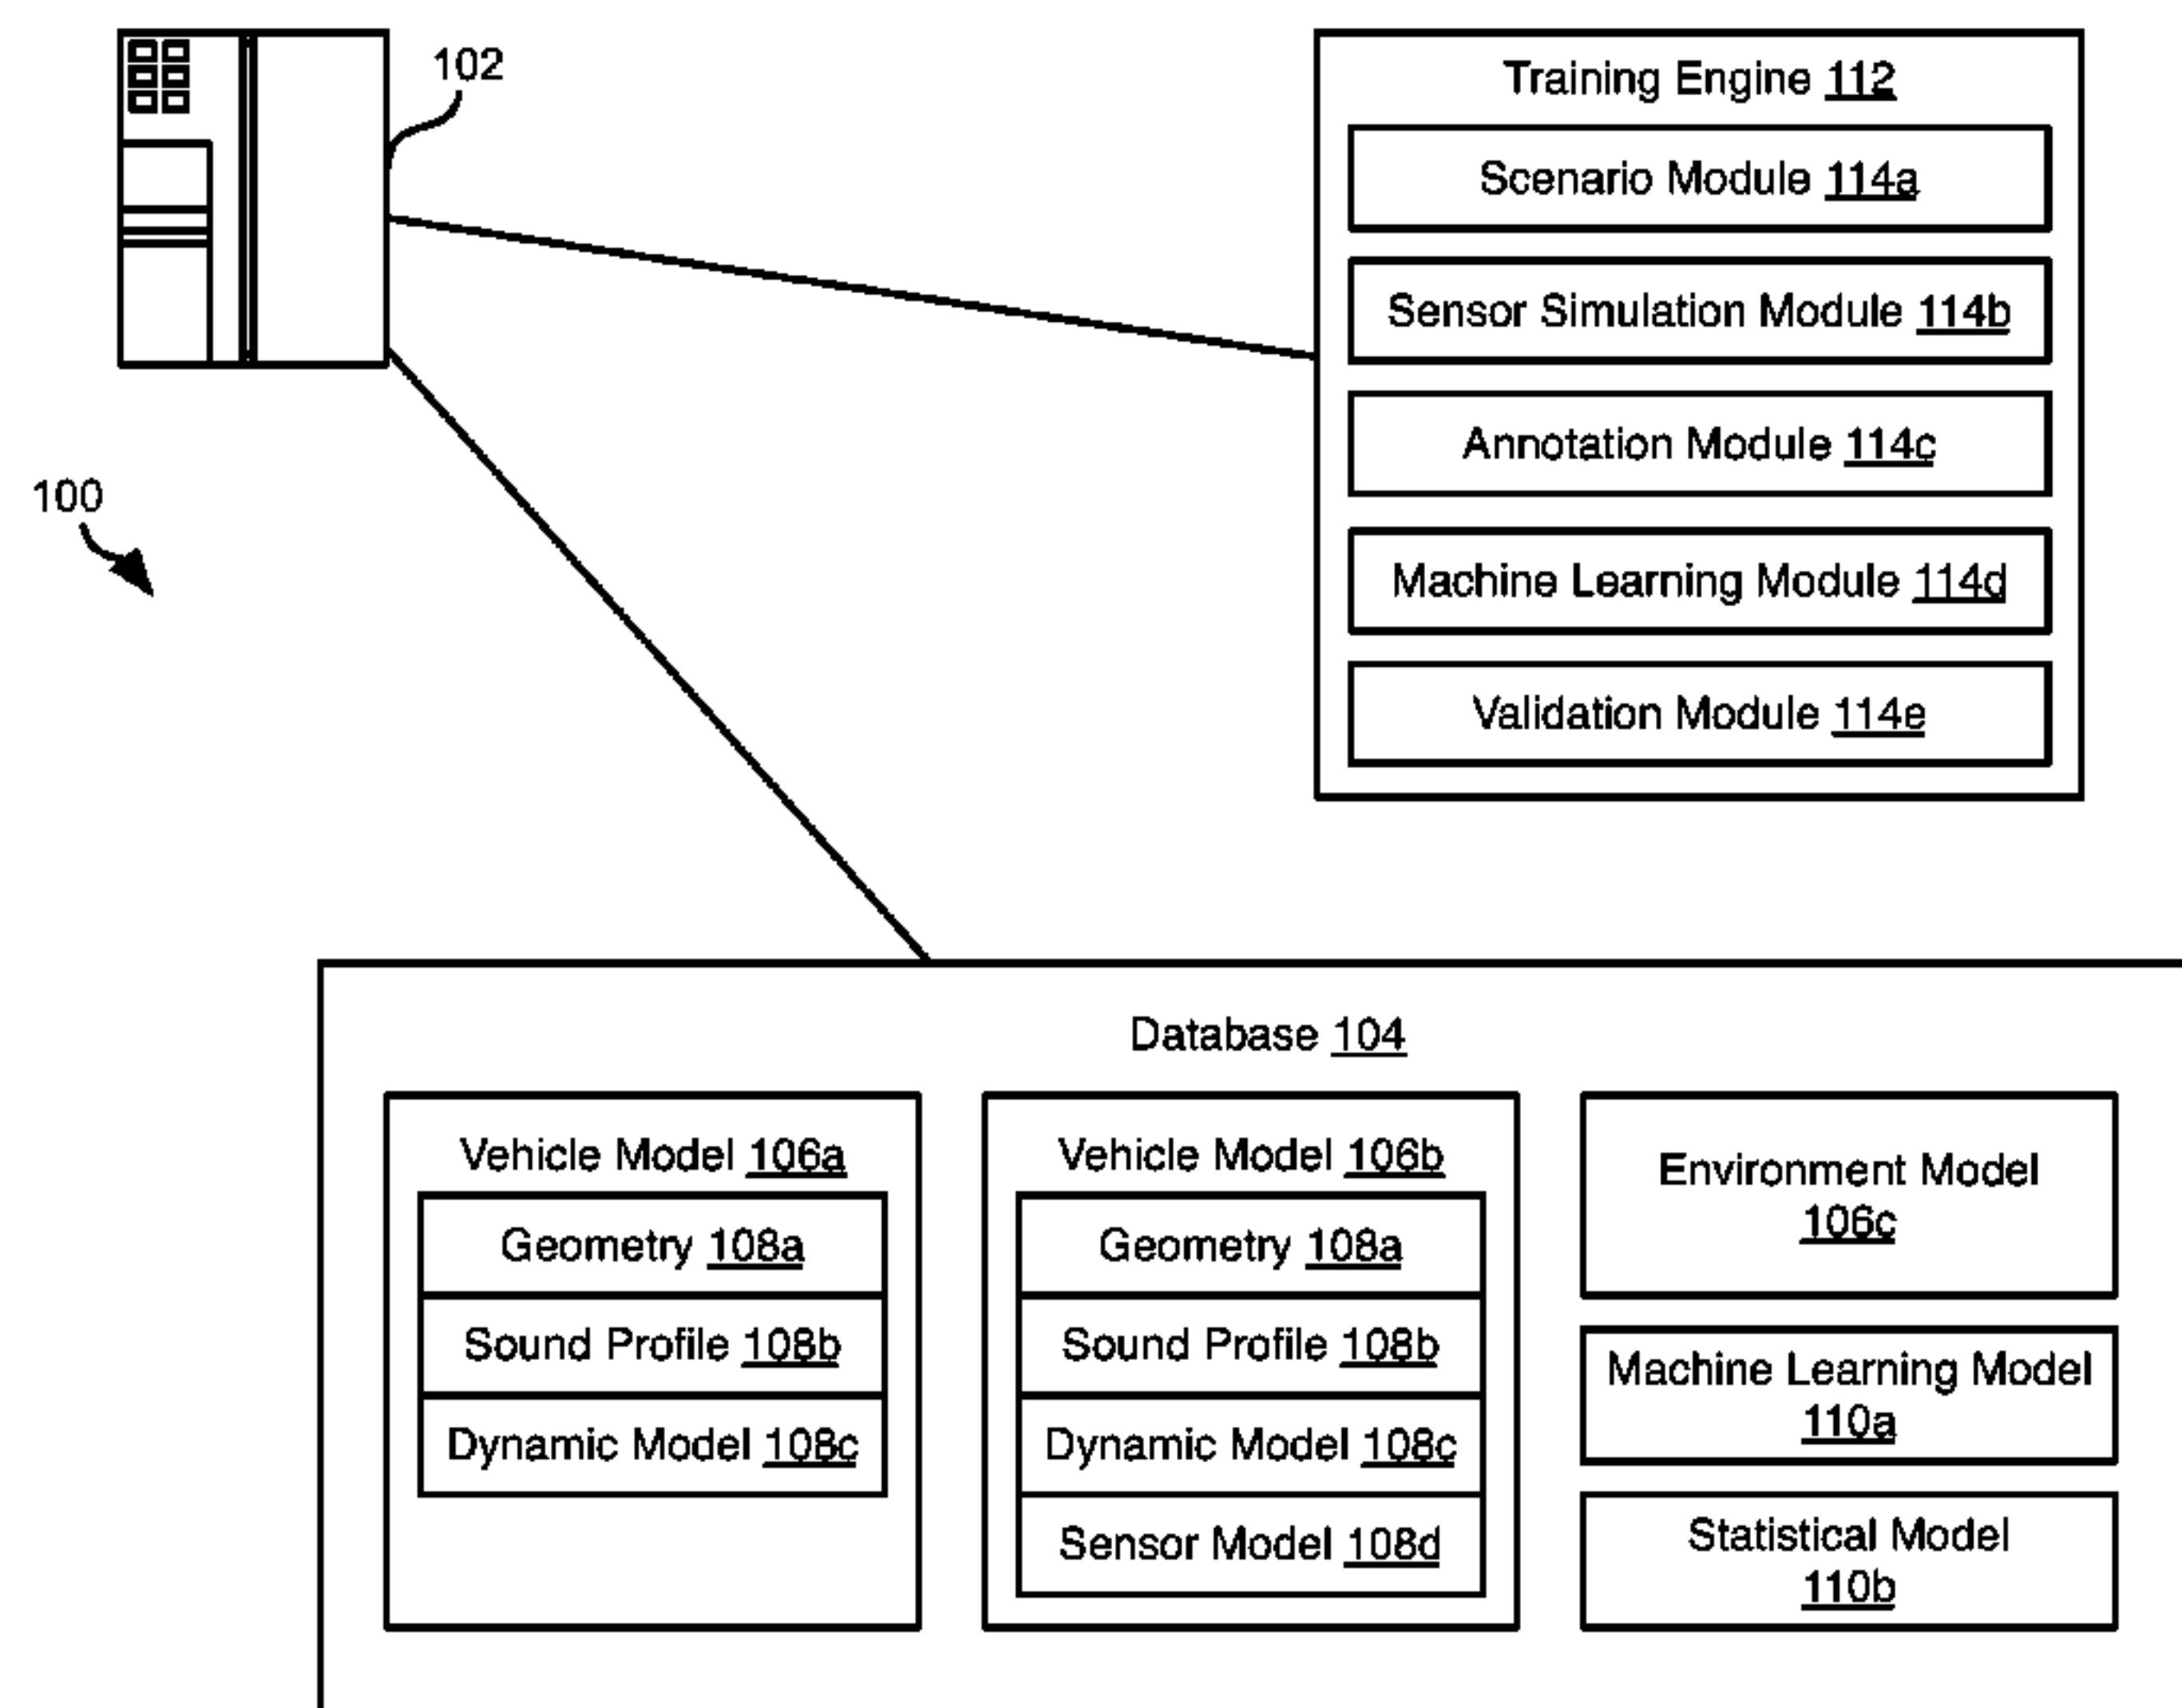 102
Training Engine 112
Scenario Module 114a
Sensor Simulation Module 114b
Annotation Module 114c
100
Machine Learning Module 114d
Validation Module 114e
Database 104
Vehicle Model 106a
Geometry 108a
Sound Profile 108b
Dynamic Model 108c
Vehicle Model 106b
Geometry 108a
Sound Profile 108b
Dynamic Model 108c
Sensor Model 108d
Environment Model
106c
Machine Learning Model
110a
Statistical Model
110b